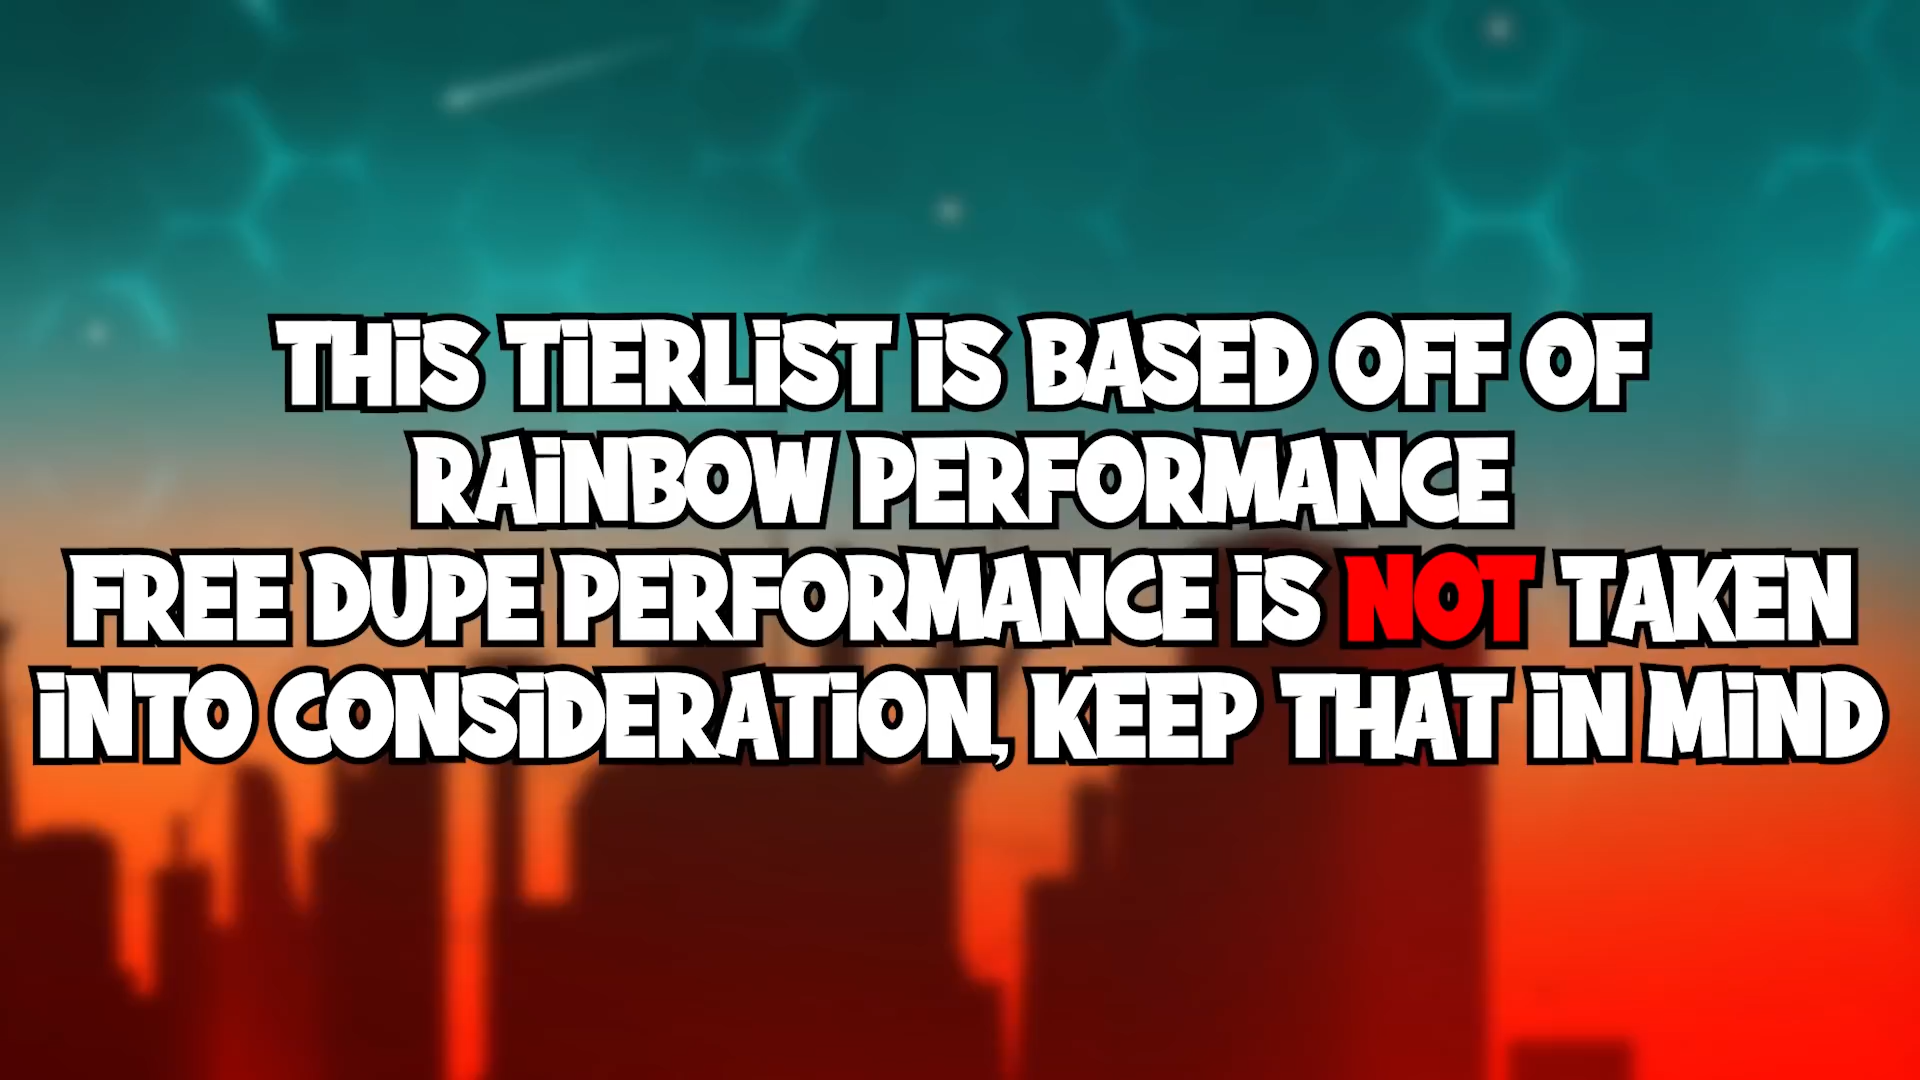 THiS TiERLiST iS BASED OFF OF
RAiNBOW PERFORMANCE
FREE DUPE PERFORMANCE iS NOT TAKEN
iNTO CONSiDERATiON, KEEP THAT iN MiND